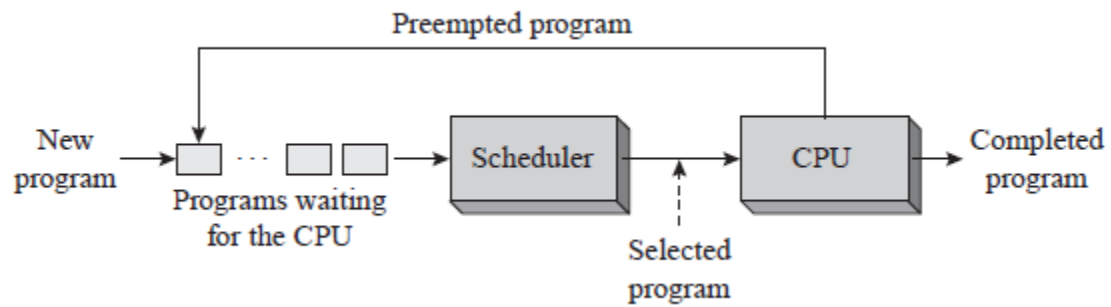 Preempted program
New
program
. . .
Programs waiting
for the CPU
Scheduler
Selected
program
CPU
Completed
program